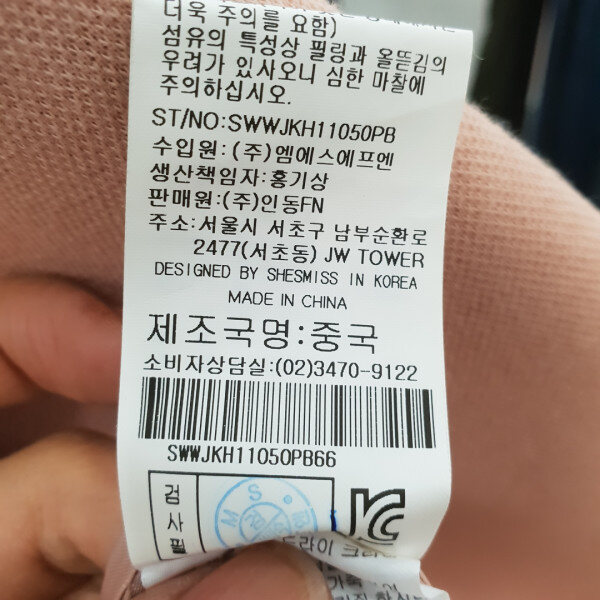 더욱 주의를 요함)
섬유의 특성상 필링과 올뜯김의
우려가 있사오니 심한 마찰에
주의하십시오.
ST/NO:SWWJKH11050PB
수입원:(주)엠에스에프엔
생산책임자:홍기상
판매원:(주)인동FN
주소:서울시 서초구 남부순환로
2477(서초동) JW TOWER
DESIGNED BY SHESMISS IN KOREA
MADE IN CHINA
제조국명:중국
소비자상담실:(02)3470-9122
SWWJKH11050PB66
검사필
M S
드라이